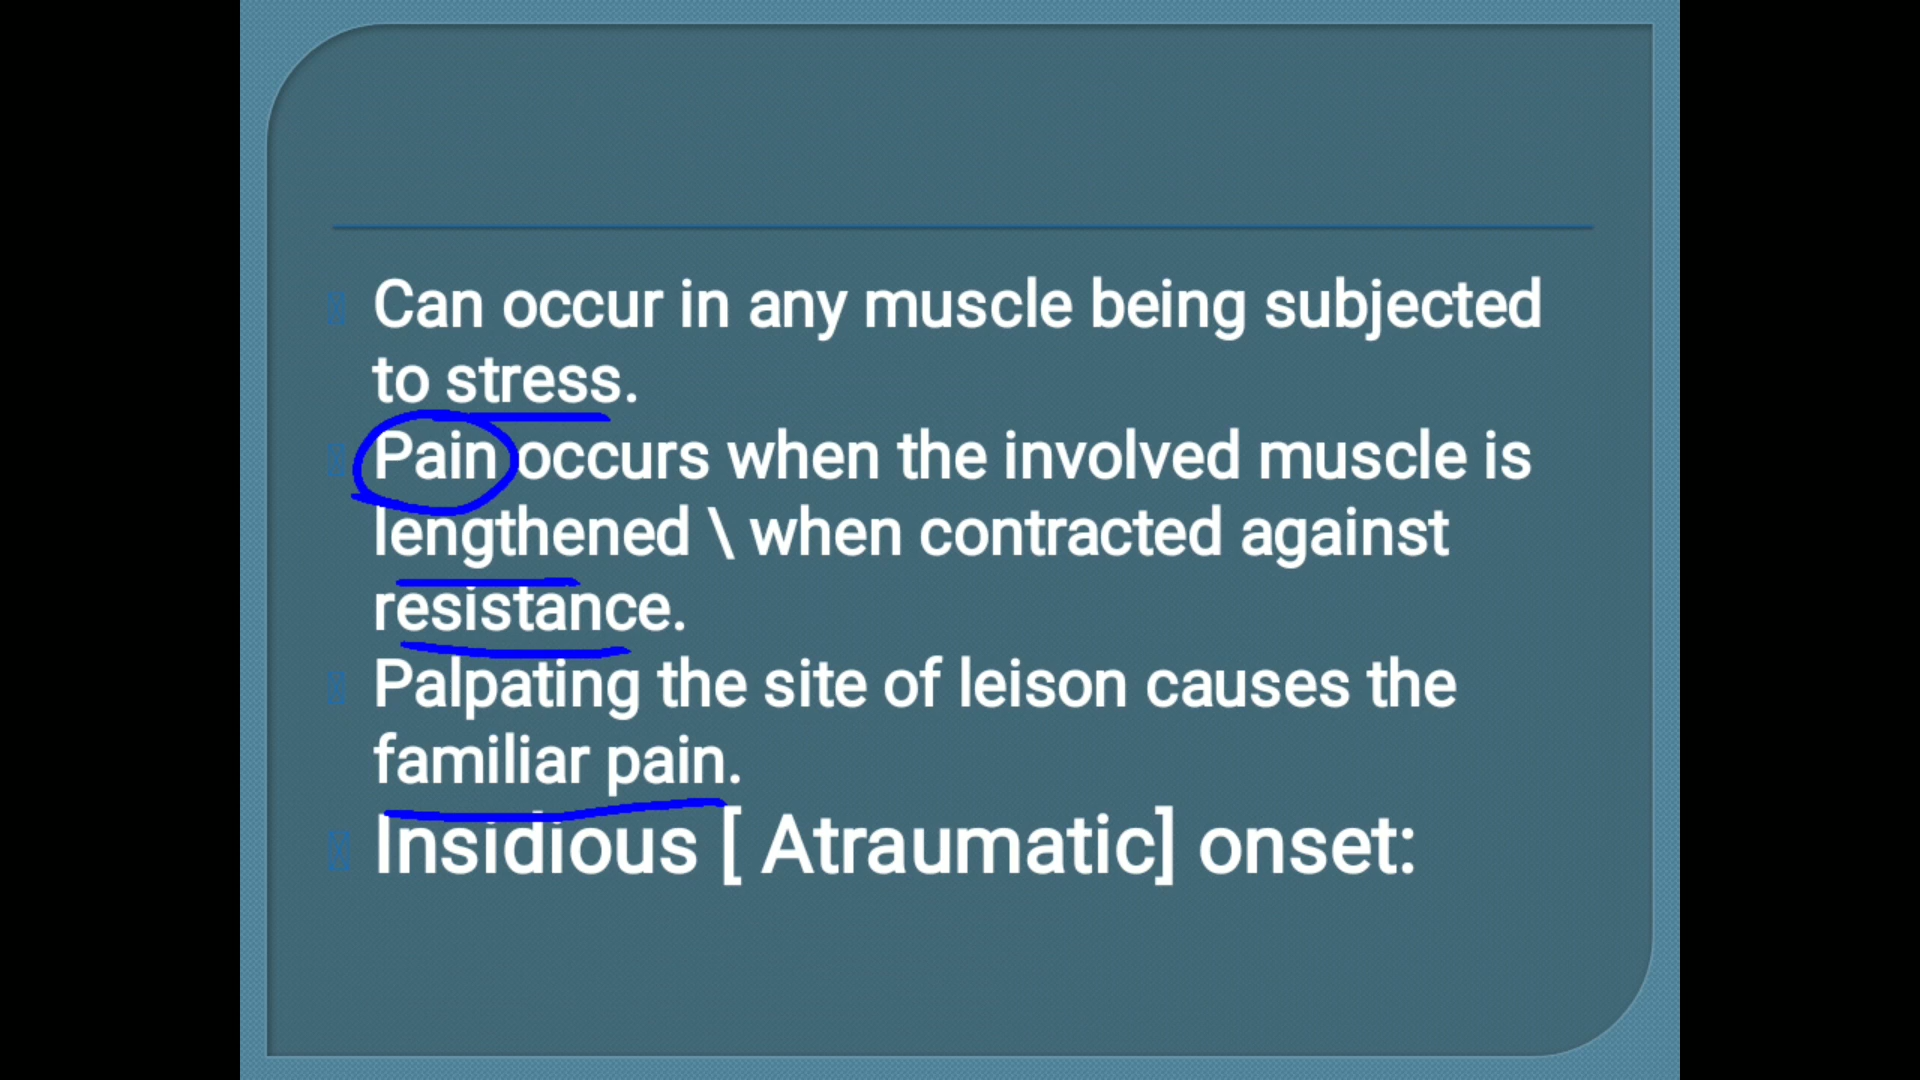 Can occur in any muscle being subjected
to stress.
Pain occurs when the involved muscle is
lengthened \ when contracted against
resistance.
Palpating the site of leison causes the
familiar pain.
Insidious [ Atraumatic] onset: